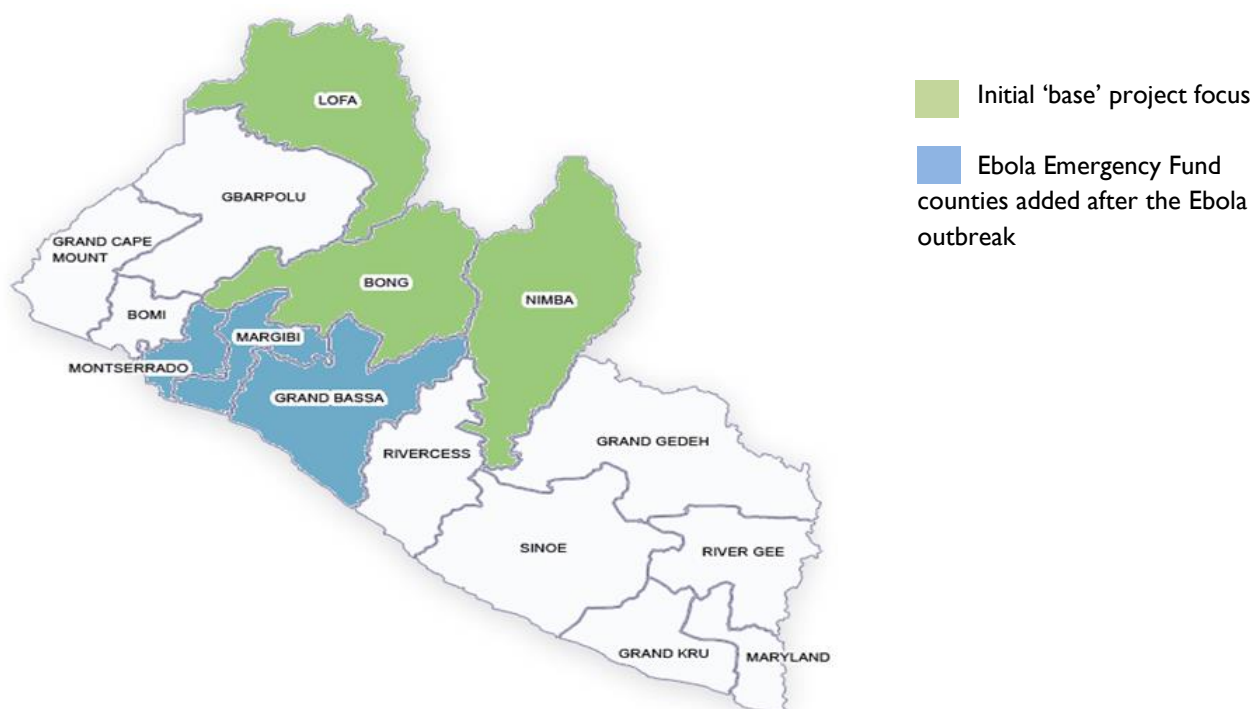 LOFA
GBARPOLU
GRAND CAPE
MOUNT
BONG
NIMBA
BOMI
MARGIBI
MONTSERRADO
GRAND BASSA
RIVERCESS
GRAND GEDEH
SINOE
RIVER GEE
GRAND KRU
MARYLAND
Initial ‘base’ project focus
Ebola Emergency Fund
counties added after the Ebola
outbreak